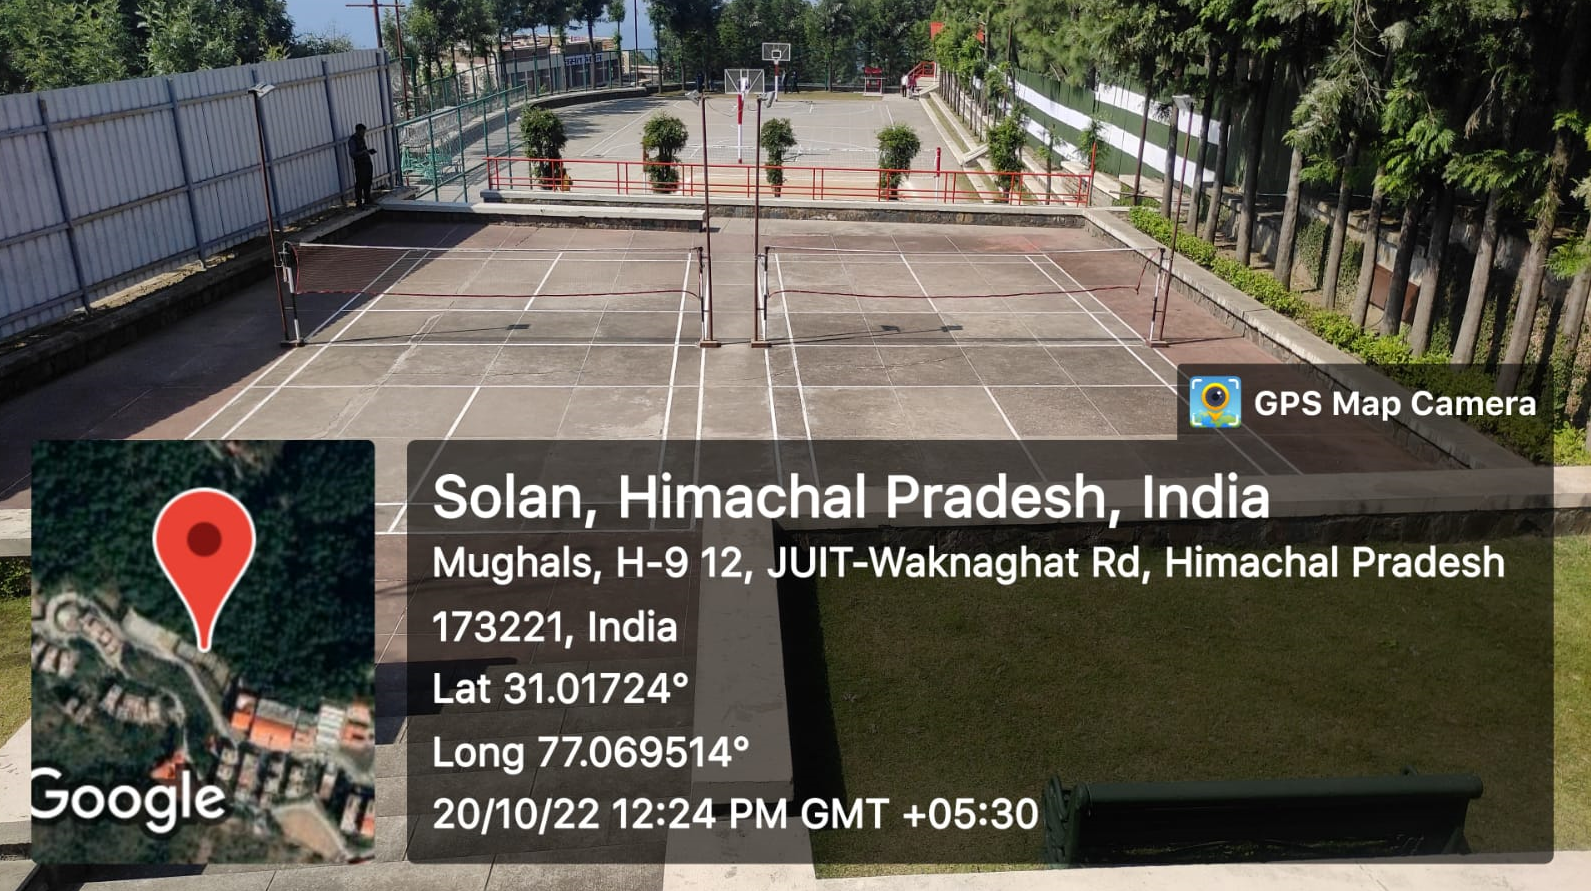 GPS Map Camera
Solan, Himachal Pradesh, India
Mughals, H-9 12, JUIT-Waknaghat Rd, Himachal Pradesh
173221, India
Lat 31.01724°
Long 77.069514°
20/10/22 12:24 PM GMT +05:30
Google